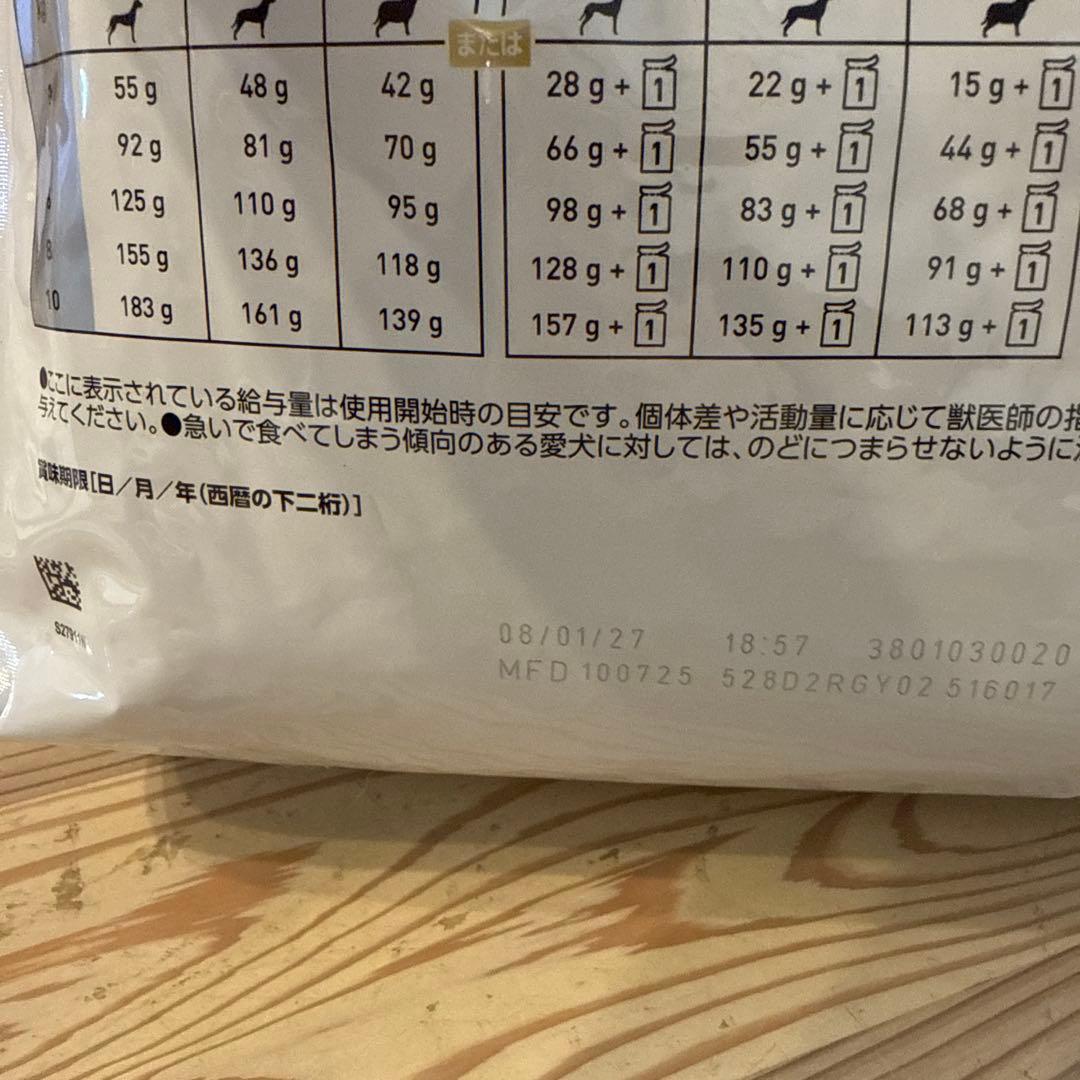 または
55 g 48 g 42 g 28 g + 1 22 g + 1 15 g + 1
92 g 81 g 70 g 66 g + 1 55 g + 1 44 g + 1
125 g 110 g 95 g 98 g + 1 83 g + 1 68 g + 1
8 155 g 136 g 118 g 128 g + 1 110 g + 1 91 g + 1
10 183 g 161 g 139 g 157 g + 1 135 g + 1 113 g + 1
●ここに表示されている給与量は使用開始時の目安です。個体差や活動量に応じて獣医師の指
与えてください。●急いで食べてしまう傾向のある愛犬に対しては、のどにつまらせないように
賞味期限[日/月/年(西暦の下二桁)]
08/01/27 18:57 3801030020
MFD 100725 528D2RGY02 516017